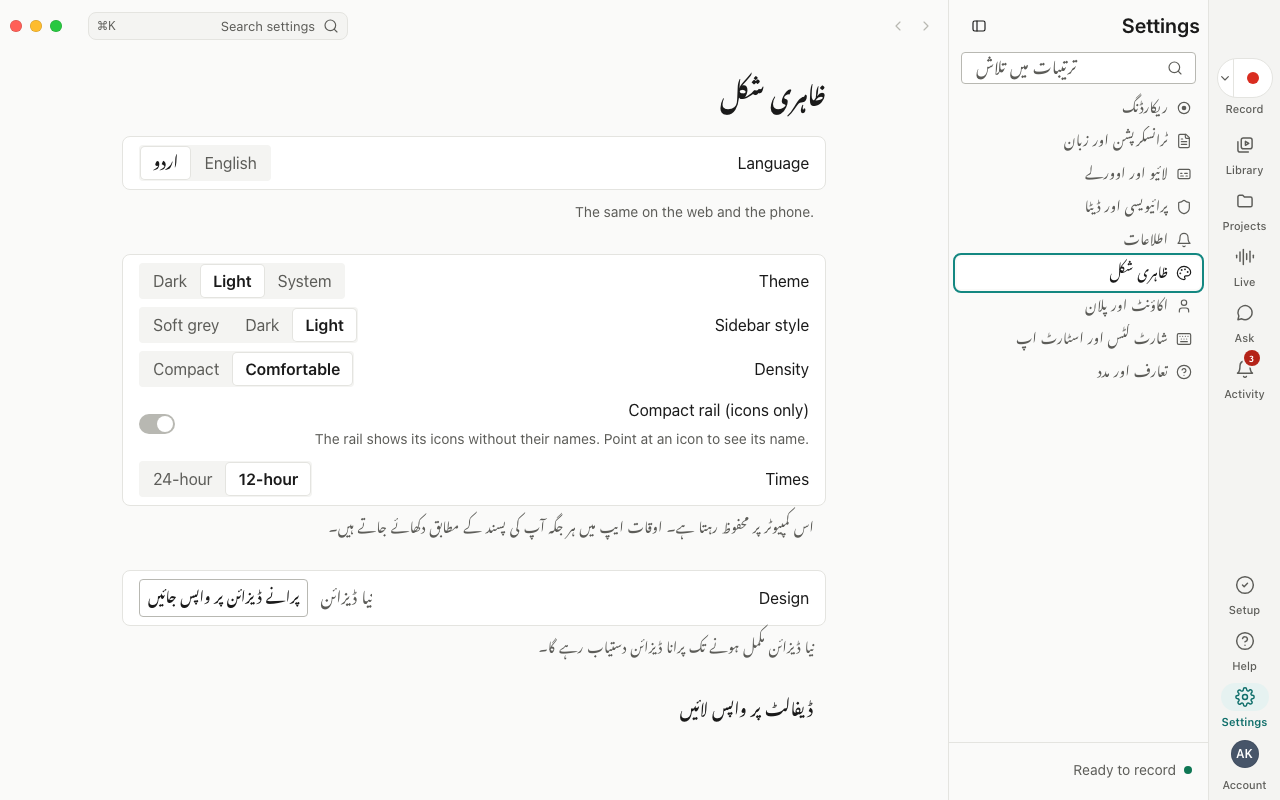 ⌘K
Search settings
Settings
ترتیبات میں تلاش
ریکارڈنگ
ٹرانسکرپشن اور زبان
لائیو اور اوورلے
پرائیویسی اور ڈیٹا
اطلاعات
ظاہری شکل
اکاؤنٹ اور پلان
شارٹ کٹس اور اسٹارٹ اپ
تعارف اور مدد
Ready to record
Record
Library
Projects
Live
Ask
3
Activity
Setup
Help
Settings
AK
Account
ظاہری شکل
Language
English
اردو
The same on the web and the phone.
Theme
Dark Light System
Sidebar style
Soft grey Dark Light
Density
Compact Comfortable
Compact rail (icons only)
The rail shows its icons without their names. Point at an icon to see its name.
Times
24-hour 12-hour
اس کمپیوٹر پر محفوظ رہتا ہے۔ اوقات ایپ میں ہر جگہ آپ کی پسند کے مطابق دکھائے جاتے ہیں۔
Design
نیا ڈیزائن
پرانے ڈیزائن پر واپس جائیں
نیا ڈیزائن مکمل ہونے تک پرانا ڈیزائن دستیاب رہے گا۔
ڈیفالٹ پر واپس لائیں